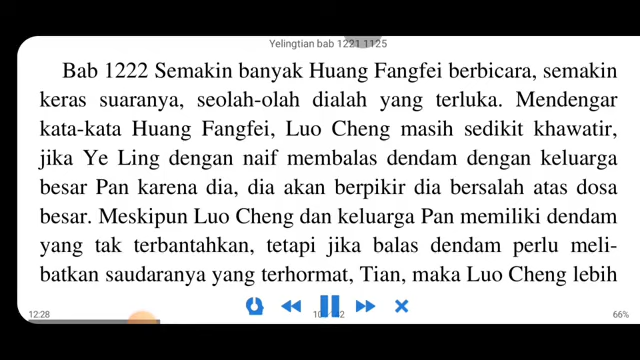 Yelingtian bab 1221 1125
Bab 1222 Semakin banyak Huang Fangfei berbicara, semakin
keras suaranya, seolah-olah dialah yang terluka. Mendengar
kata-kata Huang Fangfei, Luo Cheng masih sedikit khawatir,
jika Ye Ling dengan naif membalas dendam dengan keluarga
besar Pan karena dia, dia akan berpikir dia bersalah atas dosa
besar. Meskipun Luo Cheng dan keluarga Pan memiliki dendam
yang tak terbantahkan, tetapi jika balas dendam perlu meli-
batkan saudaranya yang terhormat, Tian, maka Luo Cheng lebih
12:28
66%